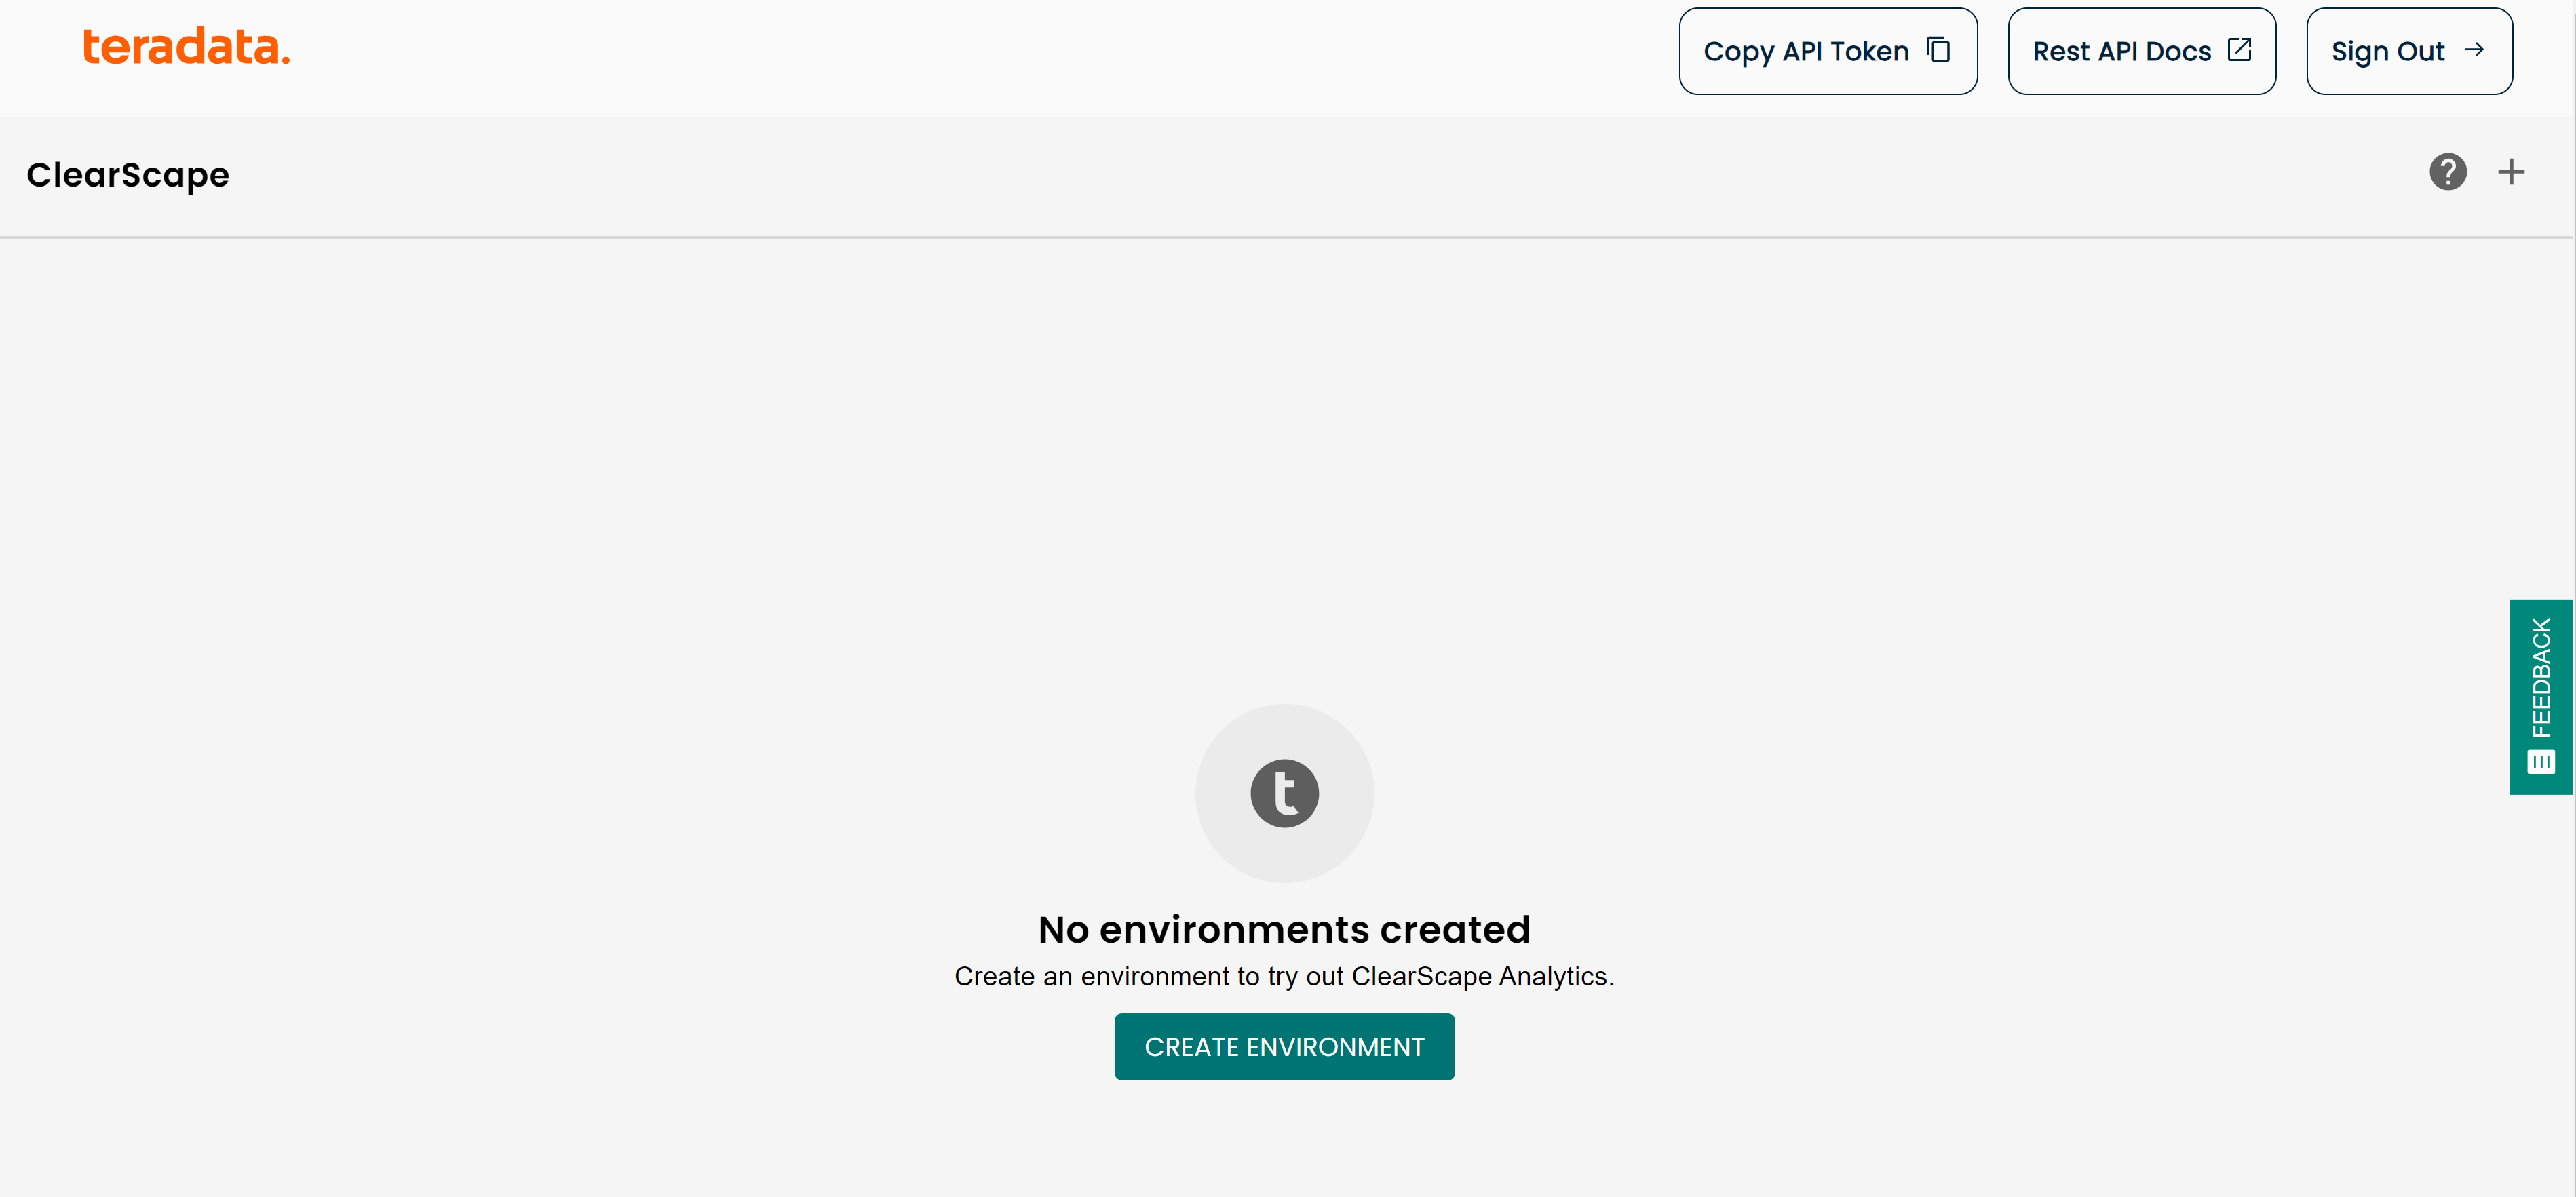 teradata.
Copy API Token
Rest API Docs
Sign Out
ClearScape
FEEDBACK
t
No environments created
Create an environment to try out ClearScape Analytics.
CREATE ENVIRONMENT